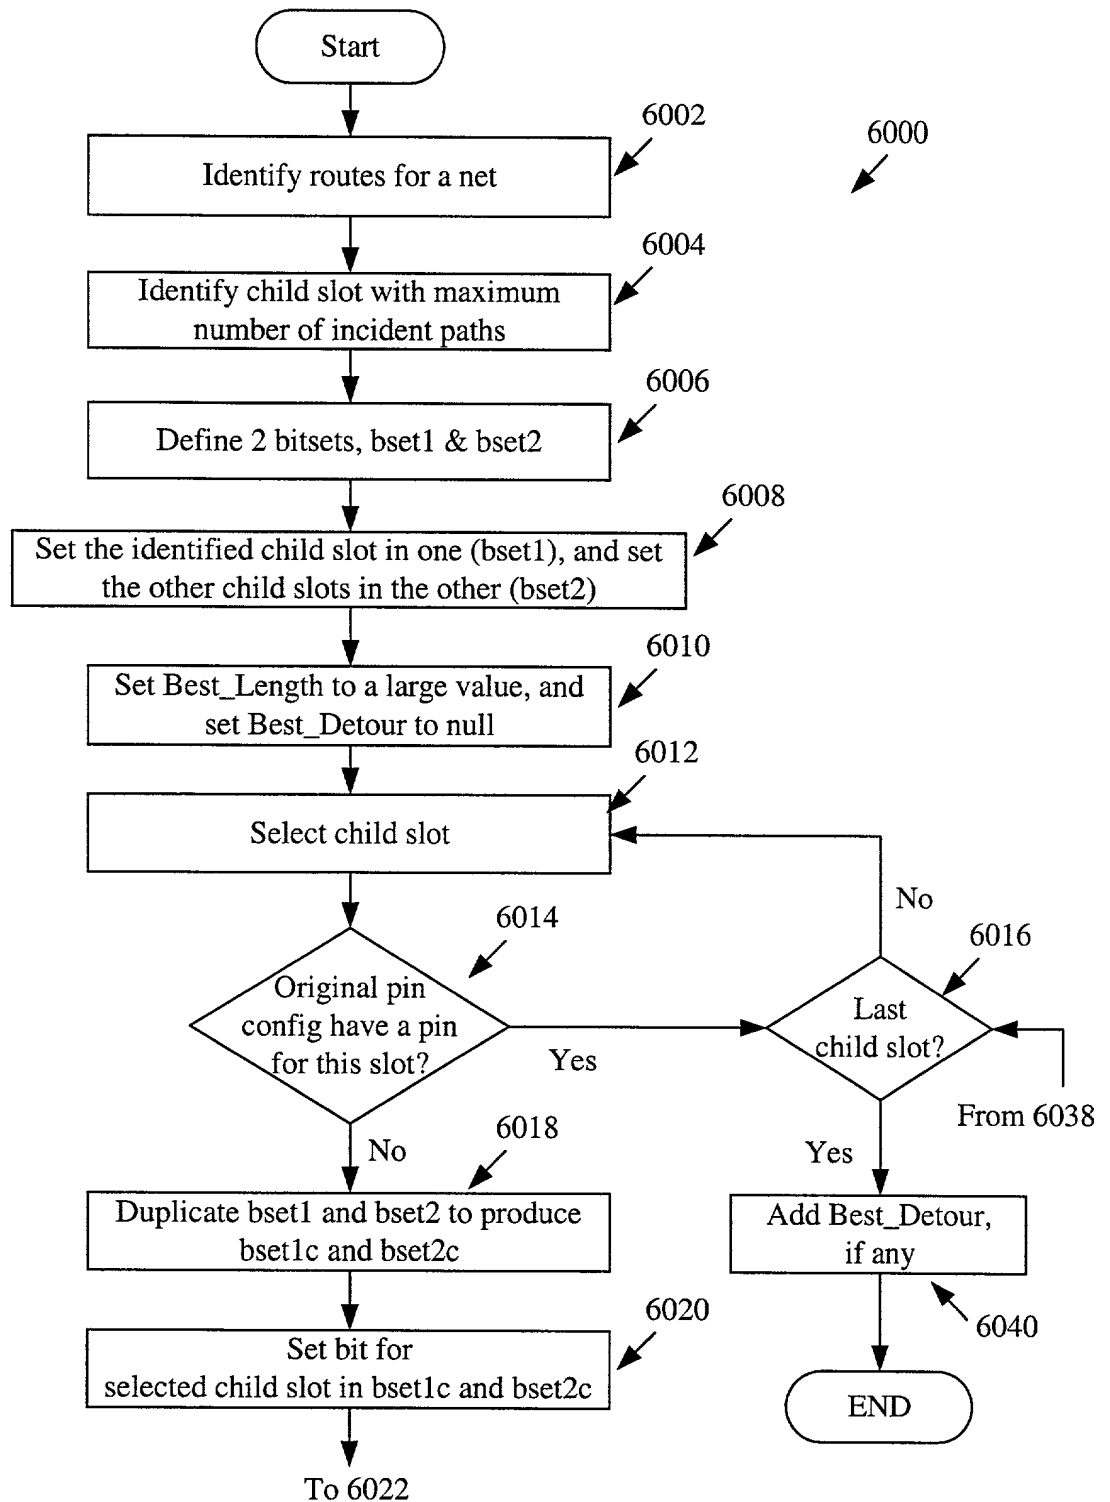 Start
6002
6000
Identify routes for a net
6004
Identify child slot with maximum
number of incident paths
6006
Define 2 bitsets, bset1 & bset2
6008
Set the identified child slot in one (bset1), and set
the other child slots in the other (bset2)
6010
Set Best_Length to a large value, and
set Best_Detour to null
6012
Select child slot
No
6014
6016
Original pin
config have a pin
for this slot?
Yes
Last
child slot?
From 6038
No
6018
Yes
Duplicate bset1 and bset2 to produce
bset1c and bset2c
Add Best_Detour,
if any
6020
6040
Set bit for
selected child slot in bset1c and bset2c
END
To 6022